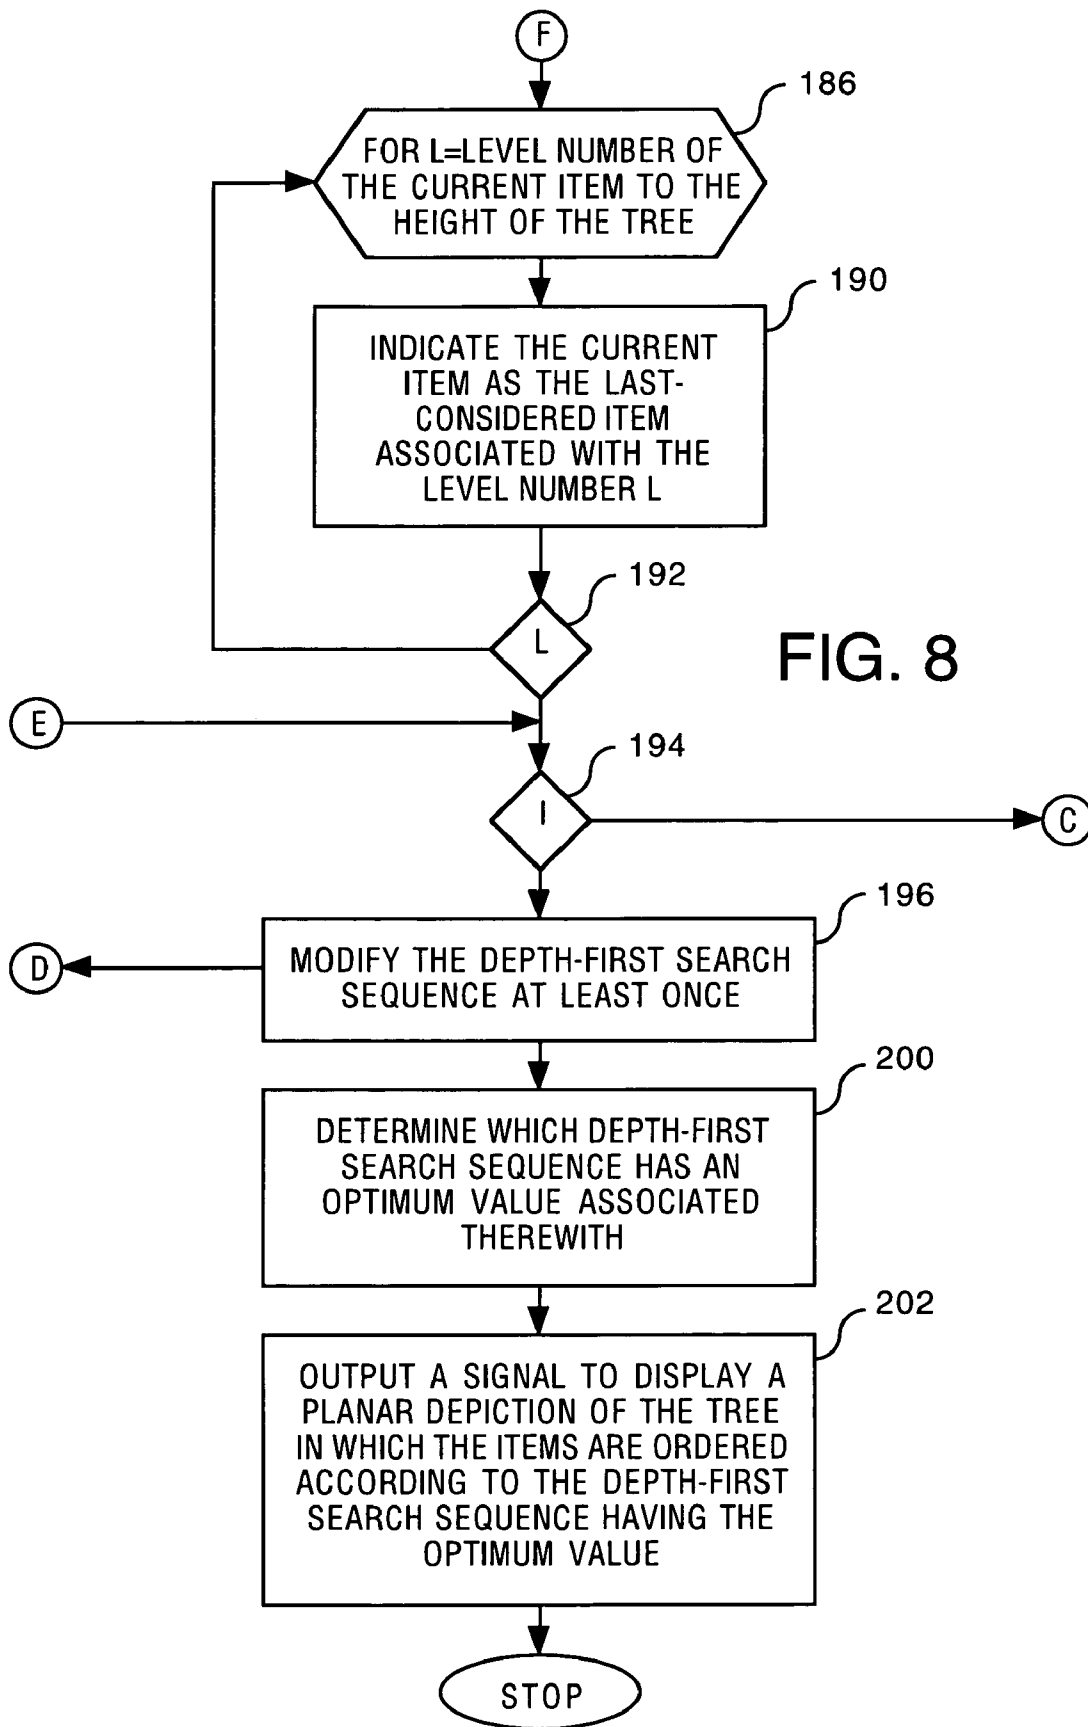 F
186
FOR L=LEVEL NUMBER OF
THE CURRENT ITEM TO THE
HEIGHT OF THE TREE
190
INDICATE THE CURRENT
ITEM AS THE LAST-
CONSIDERED ITEM
ASSOCIATED WITH THE
LEVEL NUMBER L
192
L
FIG. 8
E
194
I
C
196
MODIFY THE DEPTH-FIRST SEARCH
SEQUENCE AT LEAST ONCE
D
200
DETERMINE WHICH DEPTH-FIRST
SEARCH SEQUENCE HAS AN
OPTIMUM VALUE ASSOCIATED
THEREWITH
202
OUTPUT A SIGNAL TO DISPLAY A
PLANAR DEPICTION OF THE TREE
IN WHICH THE ITEMS ARE ORDERED
ACCORDING TO THE DEPTH-FIRST
SEARCH SEQUENCE HAVING THE
OPTIMUM VALUE
STOP